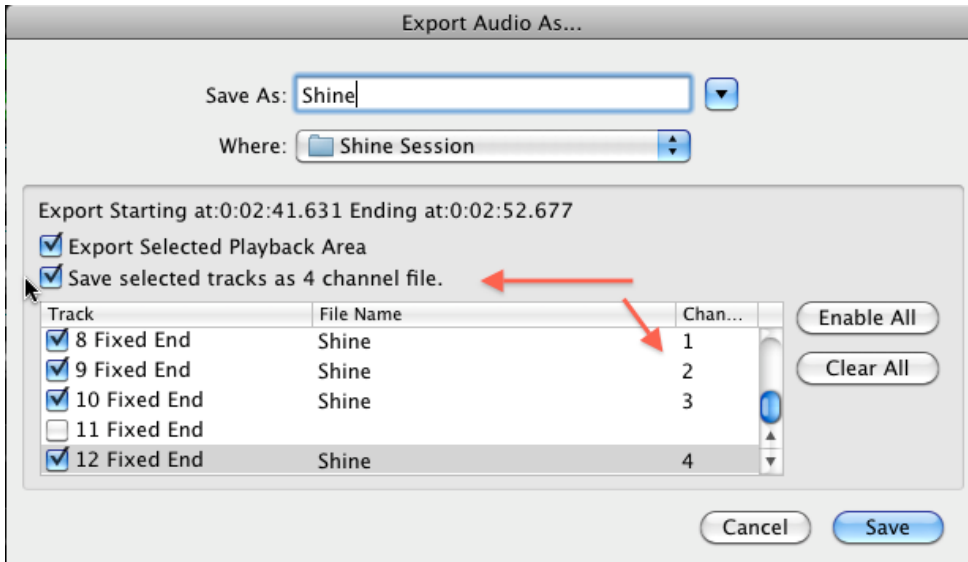 Export Audio As...
Save As: Shine
Where: Shine Session
Export Starting at:0:02:41.631 Ending at:0:02:52.677
Export Selected Playback Area
Save selected tracks as 4 channel file.
Track File Name Chan... Enable All
8 Fixed End Shine 1
9 Fixed End Shine 2 Clear All
10 Fixed End Shine 3
11 Fixed End
12 Fixed End Shine 4
Cancel Save